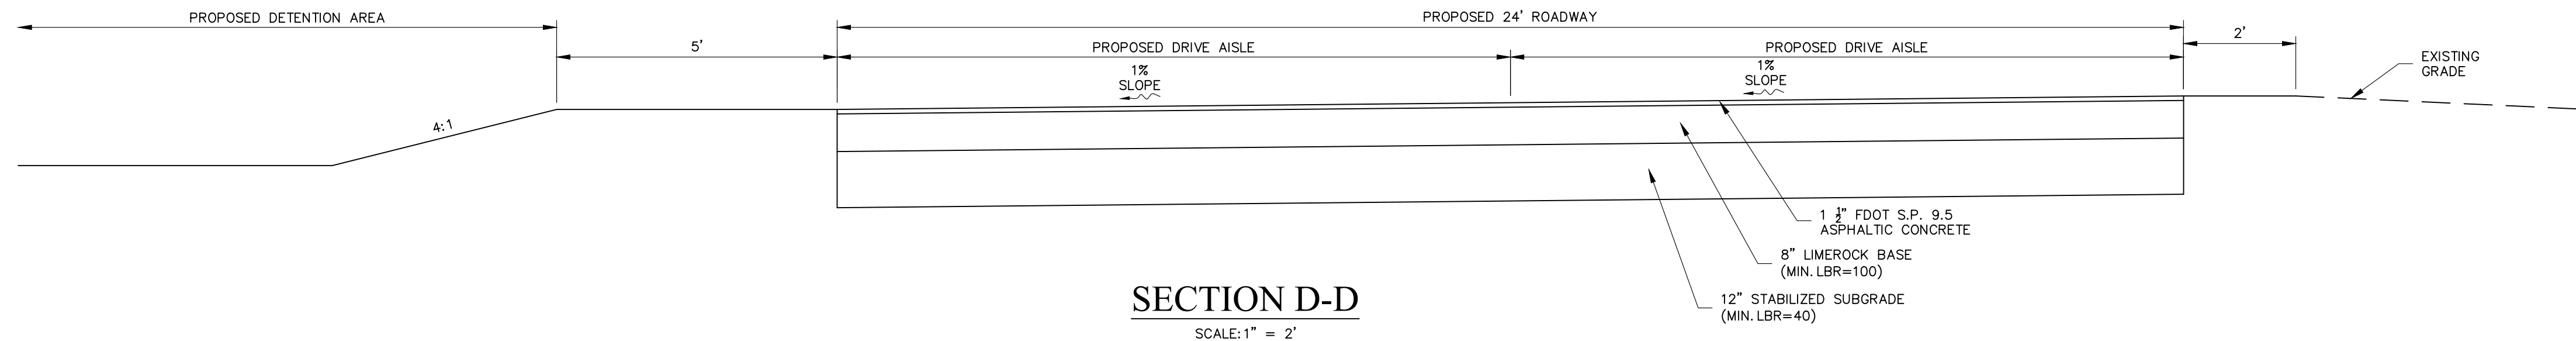 PROPOSED DETENTION AREA
PROPOSED 24' ROADWAY
5'
PROPOSED DRIVE AISLE
PROPOSED DRIVE AISLE
2'
1%
SLOPE
1%
SLOPE
EXISTING
GRADE
4:1
1 1/2" FDOT S.P. 9.5
ASPHALTIC CONCRETE
8" LIMEROCK BASE
(MIN. LBR=100)
12" STABILIZED SUBGRADE
(MIN. LBR=40)
SECTION D-D
SCALE: 1" = 2'